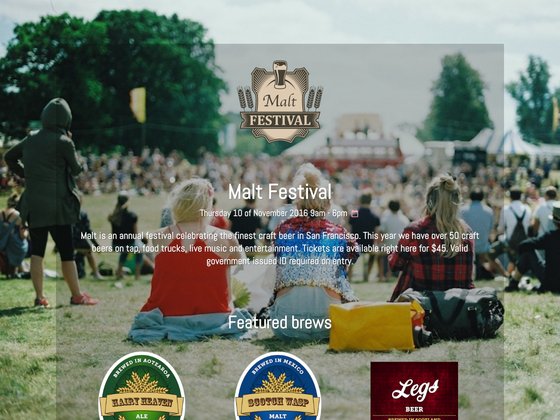 Malt
FESTIVAL
Malt Festival
Thursday 10 of November 2016 9am - 6pm
Malt is an annual festival celebrating the finest craft beer in San Francisco. This year we have over 50 craft
beers on tap, food trucks, live music and entertainment. Tickets are available right here for $45. Valid
government issued ID required on entry.
Featured brews
BREWED IN AOTEAROA
HAIRY HEAVEN
ALE
BREWED IN MEXICO
SCOTCH WASP
MALT
Legs
BEER
BREWED IN SCOTLAND